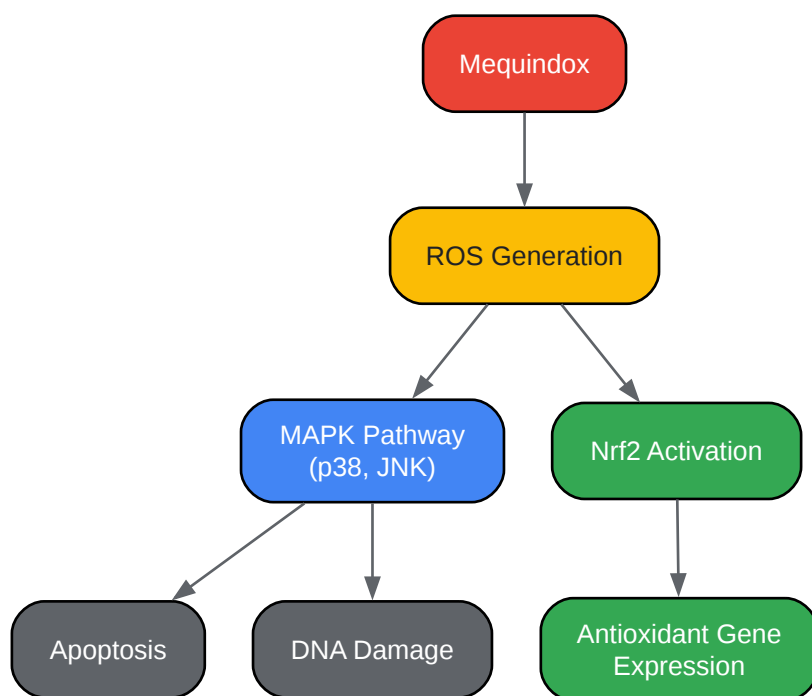 Mequindox
ROS Generation
MAPK Pathway
(p38, JNK)
Nrf2 Activation
Apoptosis
DNA Damage
Antioxidant Gene
Expression